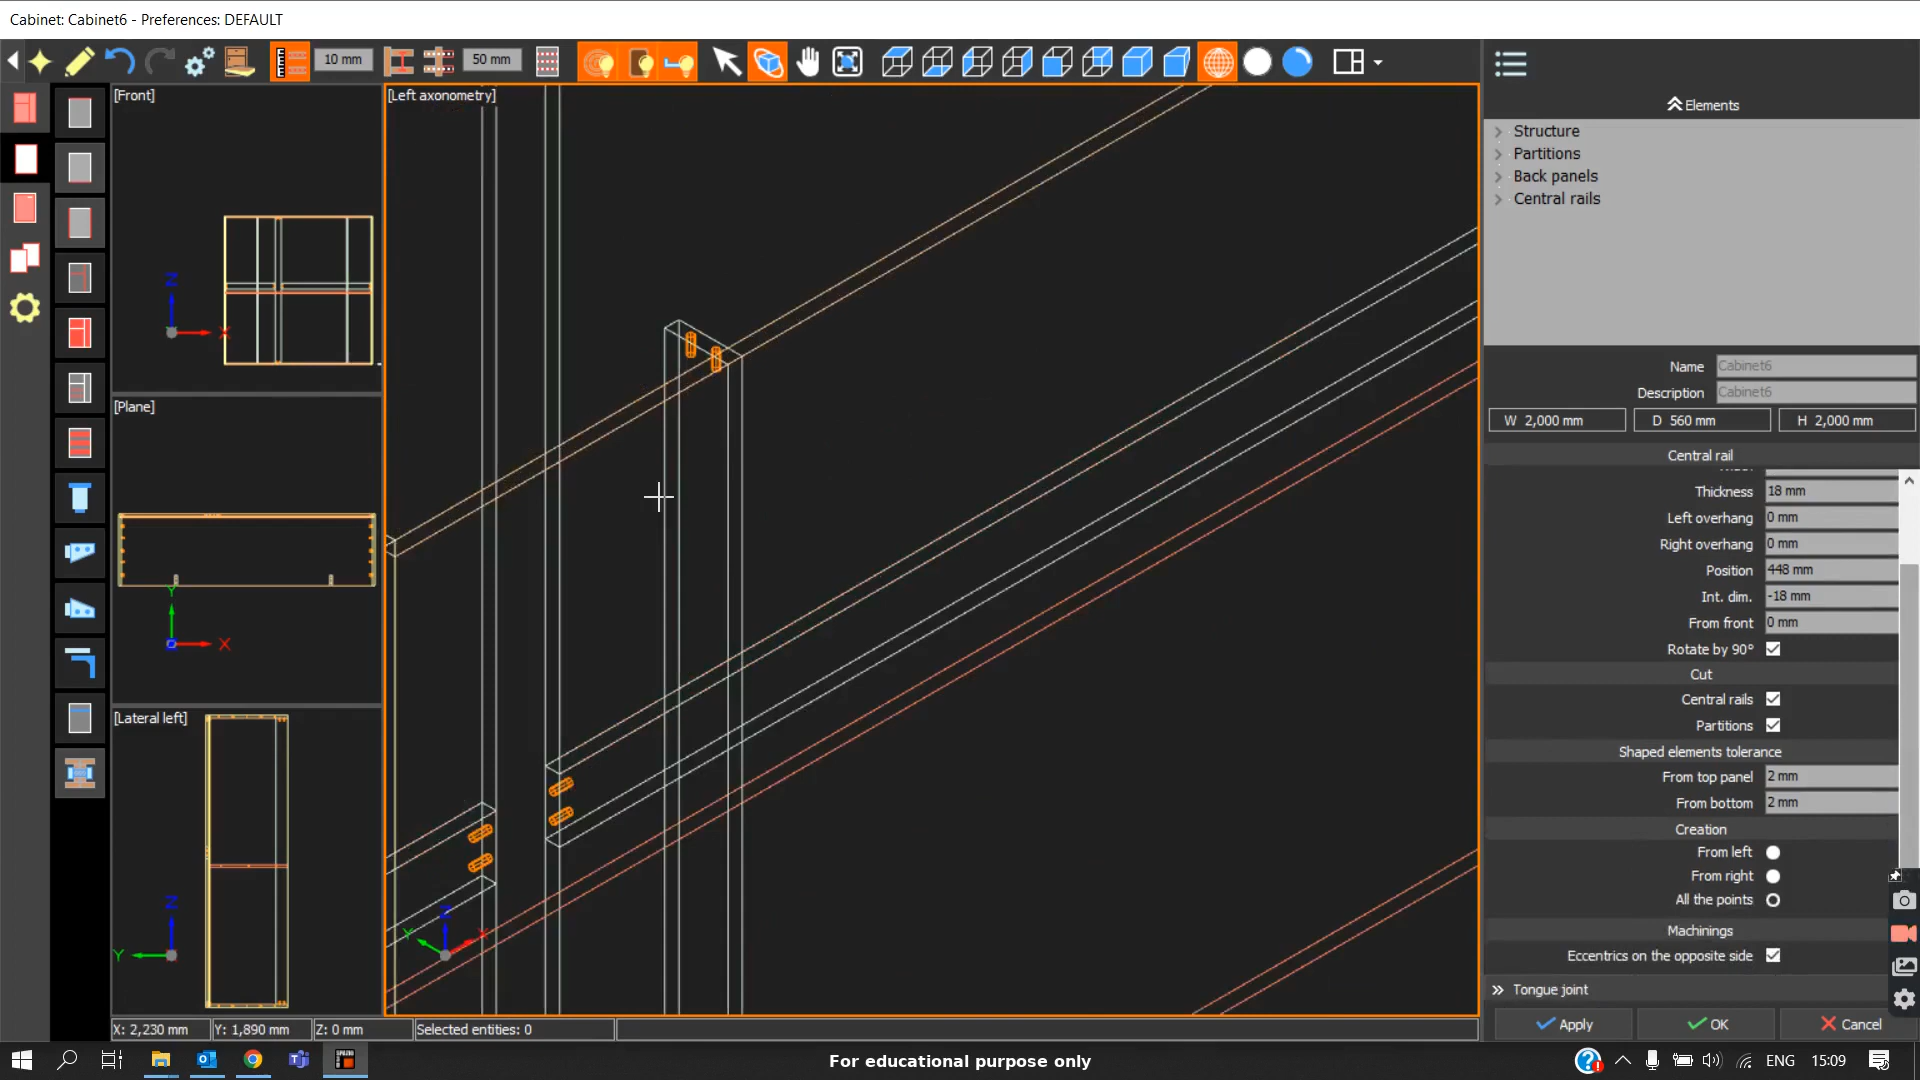 Cabinet: Cabinet6 - Preferences: DEFAULT
10 mm
50 mm
[Front]
[Left axonometry]
Elements
Structure
Partitions
Back panels
Central rails
Z
X
Name Cabinet6
Description Cabinet6
[Plane]
W 2,000 mm D 560 mm H 2,000 mm
Central rail
Thickness 18 mm
Left overhang 0 mm
Right overhang 0 mm
Position 448 mm
Int. dim. -18 mm
From front 0 mm
Y
X
Rotate by 90°
Cut
Central rails
Partitions
[Lateral left]
Shaped elements tolerance
From top panel 2 mm
From bottom 2 mm
Creation
From left
From right
All the points
Z
Y
Z
Y
X
Machinings
Eccentrics on the opposite side
Tongue joint
X: 2,230 mm Y: 1,890 mm Z: 0 mm Selected entities: 0
Apply OK Cancel
For educational purpose only
ENG 15:09